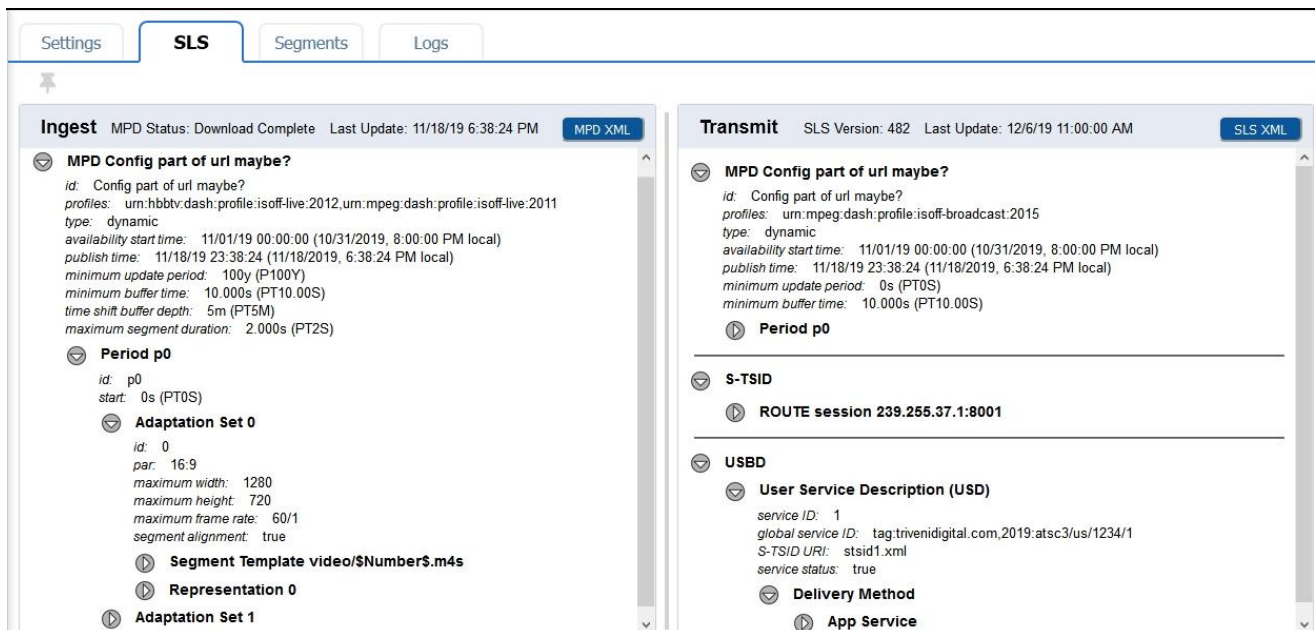 Settings
SLS
Segments
Logs
Ingest MPD Status: Download Complete Last Update: 11/18/19 6:38:24 PM MPD XML
MPD Config part of url maybe?
id: Config part of url maybe?
profiles: urn:hbbtv:dash:profile:isoff-live:2012,urn:mpeg:dash:profile:isoff-live:2011
type: dynamic
availability start time: 11/01/19 00:00:00 (10/31/2019, 8:00:00 PM local)
publish time: 11/18/19 23:38:24 (11/18/2019, 6:38:24 PM local)
minimum update period: 100y (P100Y)
minimum buffer time: 10.000s (PT10.00S)
time shift buffer depth: 5m (PT5M)
maximum segment duration: 2.000s (PT2S)
Period p0
id: p0
start: 0s (PT0S)
Adaptation Set 0
id: 0
par: 16:9
maximum width: 1280
maximum height: 720
maximum frame rate: 60/1
segment alignment: true
Segment Template video/$Number$.m4s
Representation 0
Adaptation Set 1
Transmit SLS Version: 482 Last Update: 12/6/19 11:00:00 AM SLS XML
MPD Config part of url maybe?
id: Config part of url maybe?
profiles: urn:mpeg:dash:profile:isoff-broadcast:2015
type: dynamic
availability start time: 11/01/19 00:00:00 (10/31/2019, 8:00:00 PM local)
publish time: 11/18/19 23:38:24 (11/18/2019, 6:38:24 PM local)
minimum update period: 0s (PT0S)
minimum buffer time: 10.000s (PT10.00S)
Period p0
S-TSID
ROUTE session 239.255.37.1:8001
USBD
User Service Description (USD)
service ID: 1
global service ID: tag:trivenidigital.com,2019:atsc3/us/1234/1
S-TSID URI: stsid1.xml
service status: true
Delivery Method
App Service